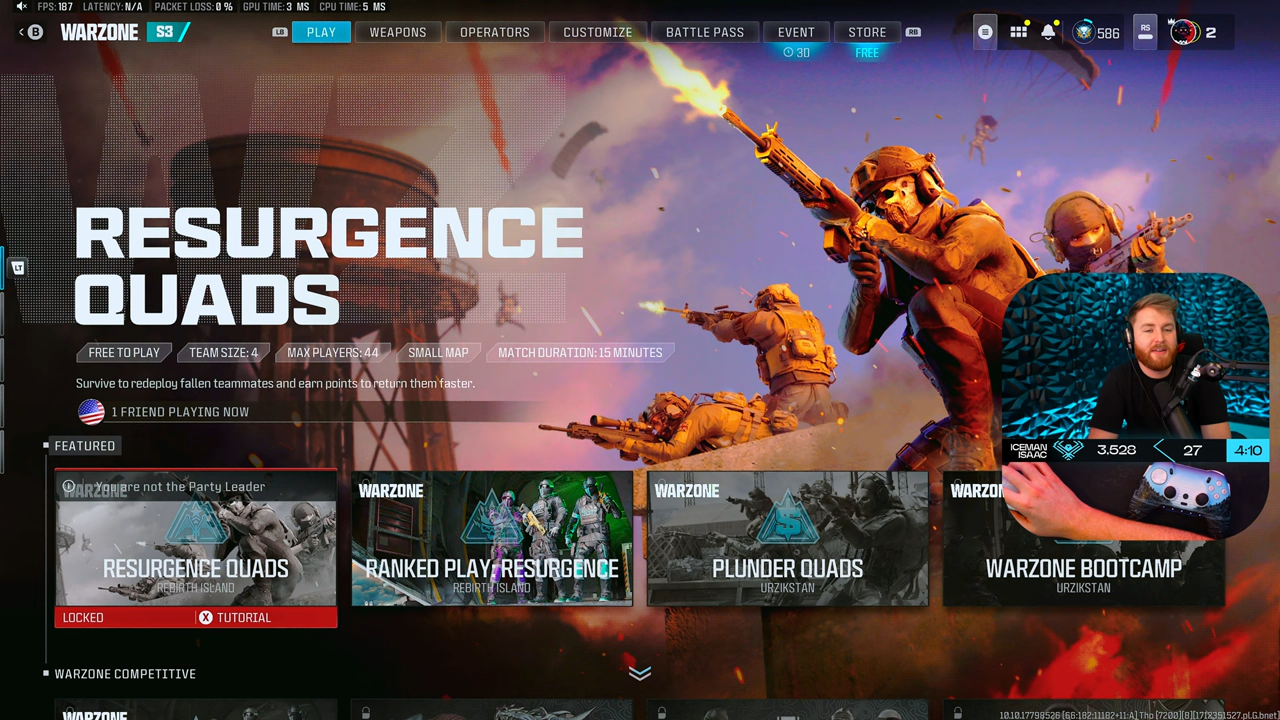 FPS: 187 LATENCY: N/A PACKET LOSS: 0 % GPU TIME: 3 MS CPU TIME: 5 MS
B WARZONE S3 LB PLAY WEAPONS OPERATORS CUSTOMIZE BATTLE PASS EVENT STORE RB 586 RS 2
3D FREE
WZ
RESURGENCE
QUADS
LT
FREE TO PLAY TEAM SIZE: 4 MAX PLAYERS: 44 SMALL MAP MATCH DURATION: 15 MINUTES
Survive to redeploy fallen teammates and earn points to return them faster.
1 FRIEND PLAYING NOW
FEATURED
ICEMAN
ISAAC
3.528 27 4:10
WARZONE You are not the Party Leader
RESURGENCE QUADS
REBIRTH ISLAND
LOCKED X TUTORIAL
WARZONE
RANKED PLAY: RESURGENCE
REBIRTH ISLAND
WARZONE
PLUNDER QUADS
URZIKSTAN
WARZON
WARZONE BOOTCAMP
URZIKSTAN
WARZONE COMPETITIVE
WARZONE